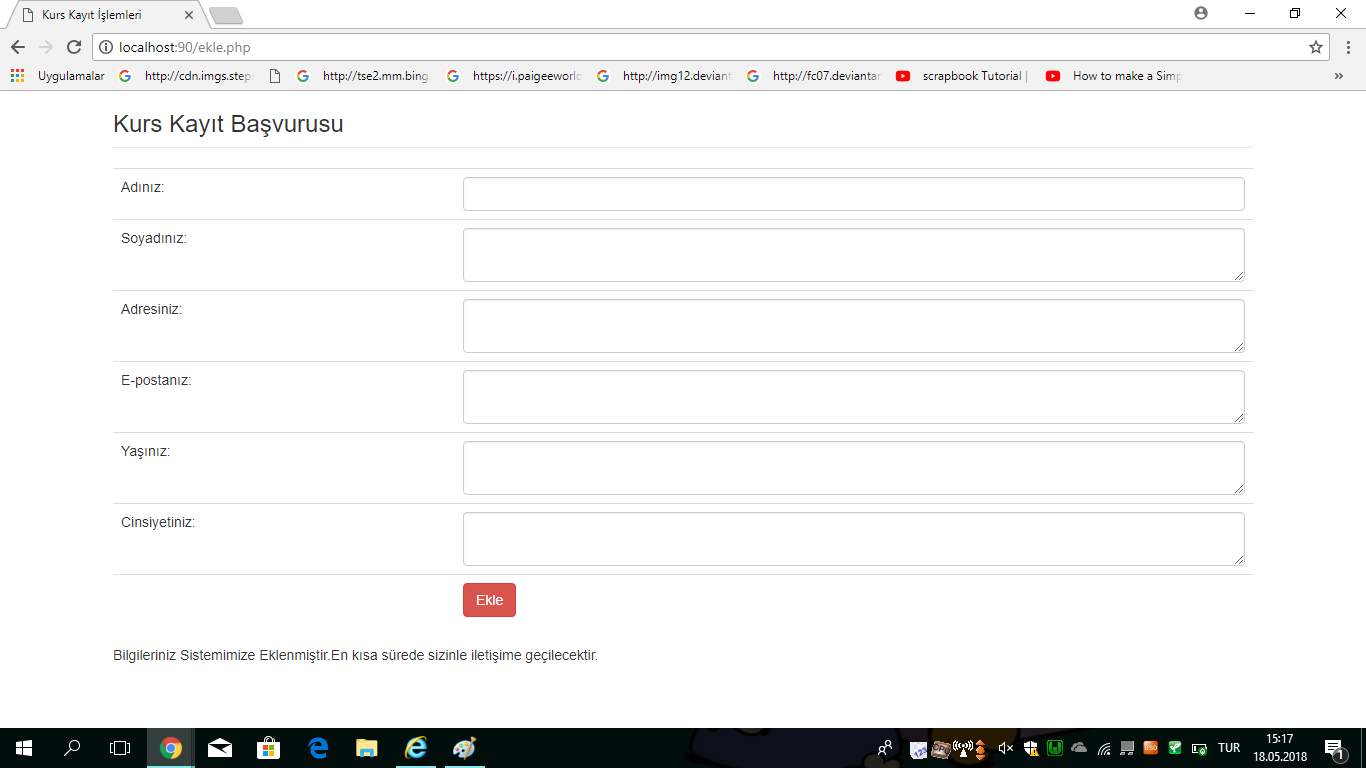 Kurs Kayıt İşlemleri
localhost:90/ekle.php
Uygulamalar http://cdn.imgs.step http://tse2.mm.bing. https://i.paigeeworld http://img12.deviant http://fc07.deviantar scrapbook Tutorial | How to make a Simp »
Kurs Kayıt Başvurusu
Adınız:
Soyadınız:
Adresiniz:
E-postanız:
Yaşınız:
Cinsiyetiniz:
Ekle
Bilgileriniz Sistemimize Eklenmiştir.En kısa sürede sizinle iletişime geçilecektir.
TUR
15:17
18.05.2018
1